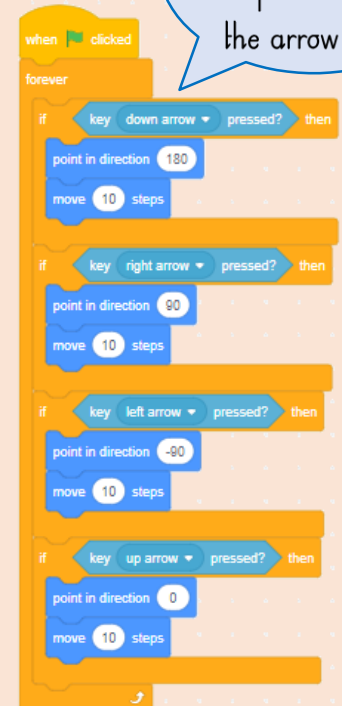 the arrow
when clicked
forever
if key down arrow pressed? then
point in direction 180
move 10 steps
if key right arrow pressed? then
point in direction 90
move 10 steps
if key left arrow pressed? then
point in direction -90
move 10 steps
if key up arrow pressed? then
point in direction 0
move 10 steps